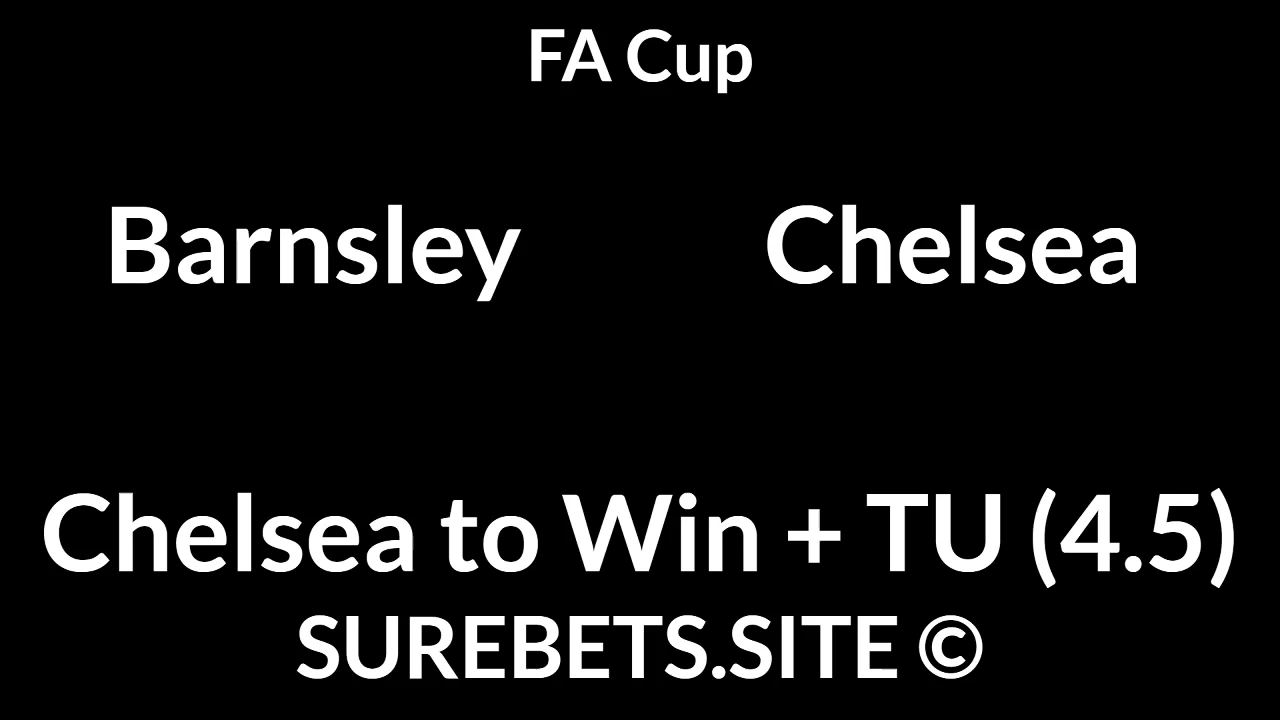 FA Cup
Barnsley Chelsea
Chelsea to Win + TU (4.5)
SUREBETS.SITE ©